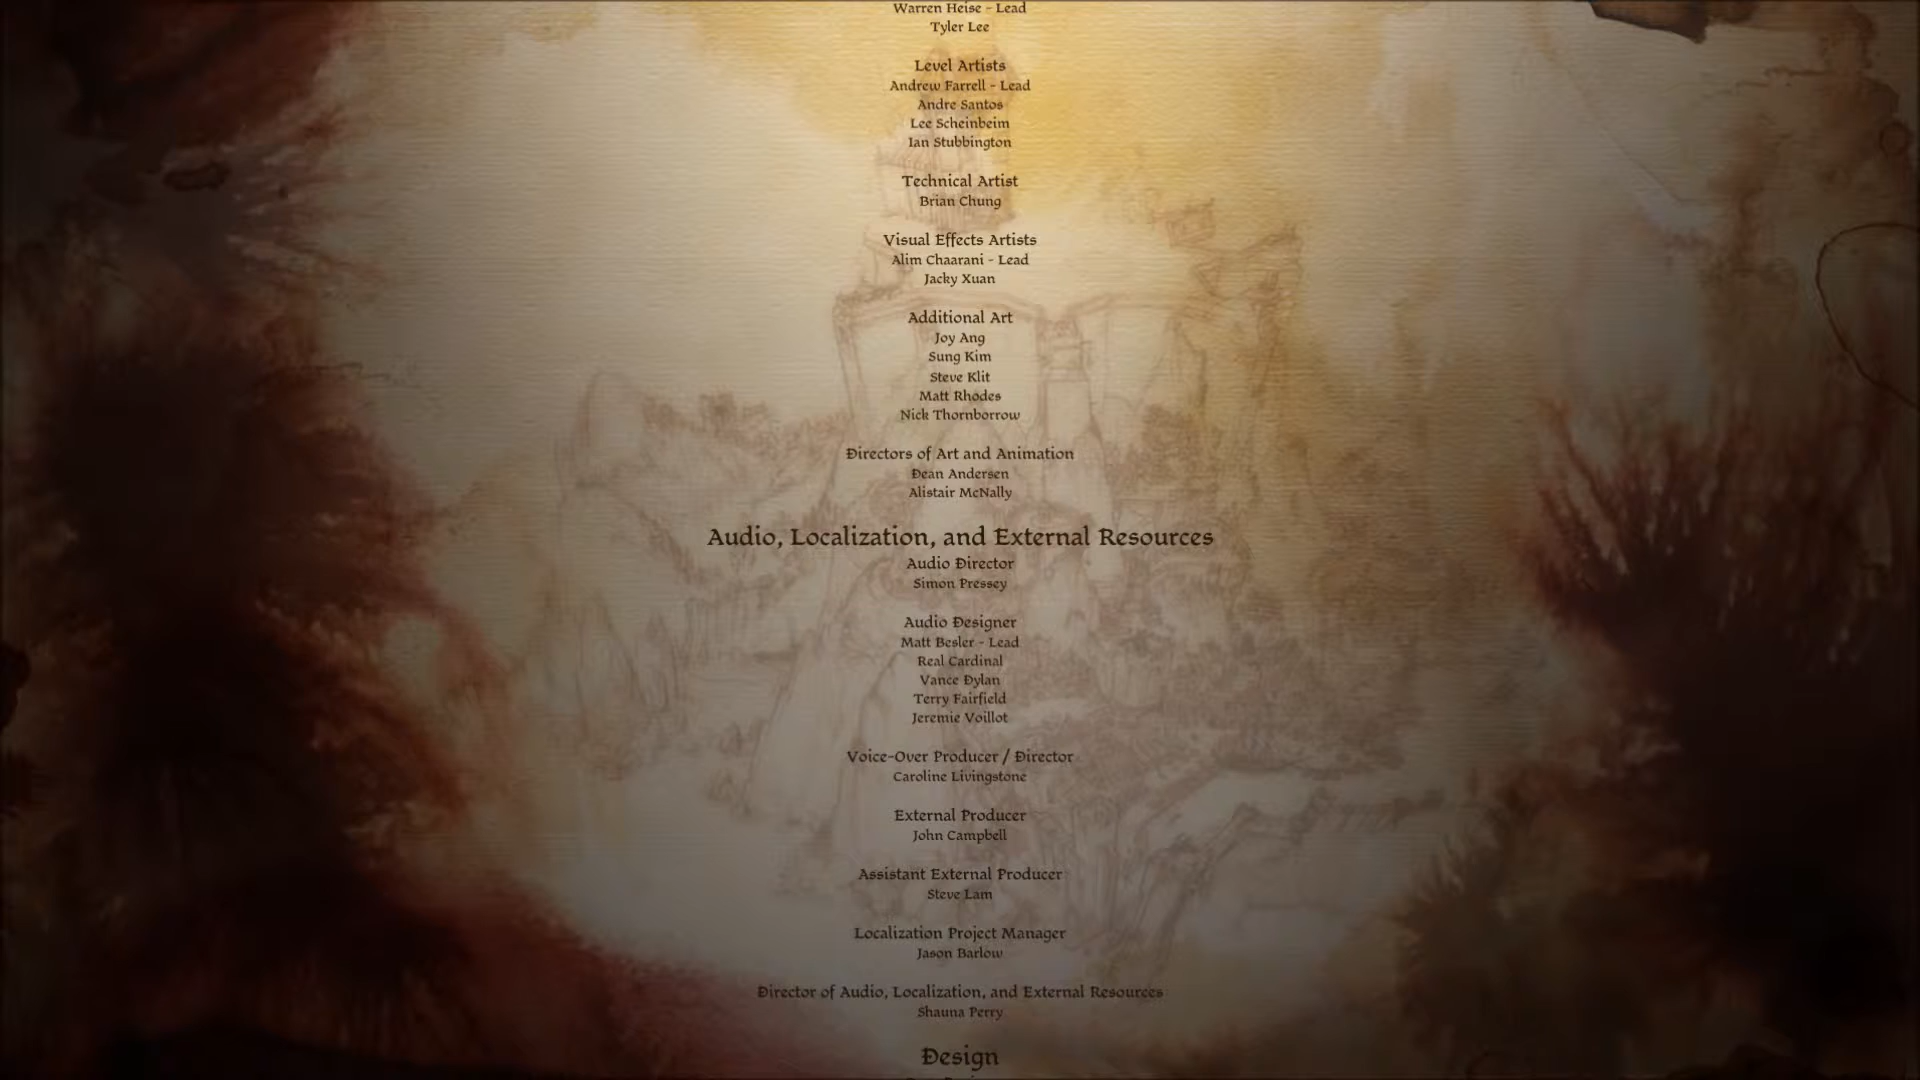 Warren Heise - Lead
Tyler Lee
Level Artists
Andrew Farrell - Lead
Andre Santos
Lee Scheinbeim
Ian Stubbington
Technical Artist
Brian Chung
Visual Effects Artists
Alim Chaarani - Lead
Jacky Xuan
Additional Art
Joy Ang
Sung Kim
Steve Klit
Matt Rhodes
Nick Thornborrow
Directors of Art and Animation
Dean Andersen
Alistair McNally
Audio, Localization, and External Resources
Audio Director
Simon Pressey
Audio Designer
Matt Besler - Lead
Real Cardinal
Vance Dylan
Terry Fairfield
Jeremie Voillot
Voice-Over Producer / Director
Caroline Livingstone
External Producer
John Campbell
Assistant External Producer
Steve Lam
Localization Project Manager
Jason Barlow
Director of Audio, Localization, and External Resources
Shauna Perry
Design